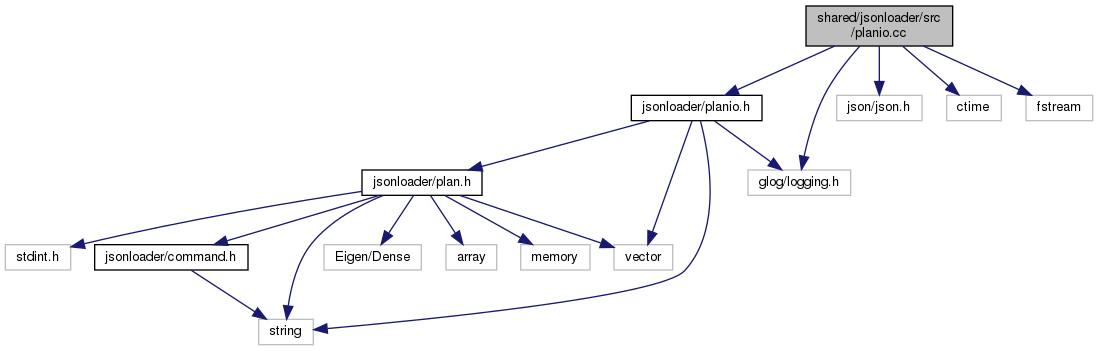 shared/jsonloader/src
/planio.cc
jsonloader/planio.h
json/json.h
ctime
fstream
jsonloader/plan.h
glog/logging.h
stdint.h
jsonloader/command.h
Eigen/Dense
array
memory
vector
string